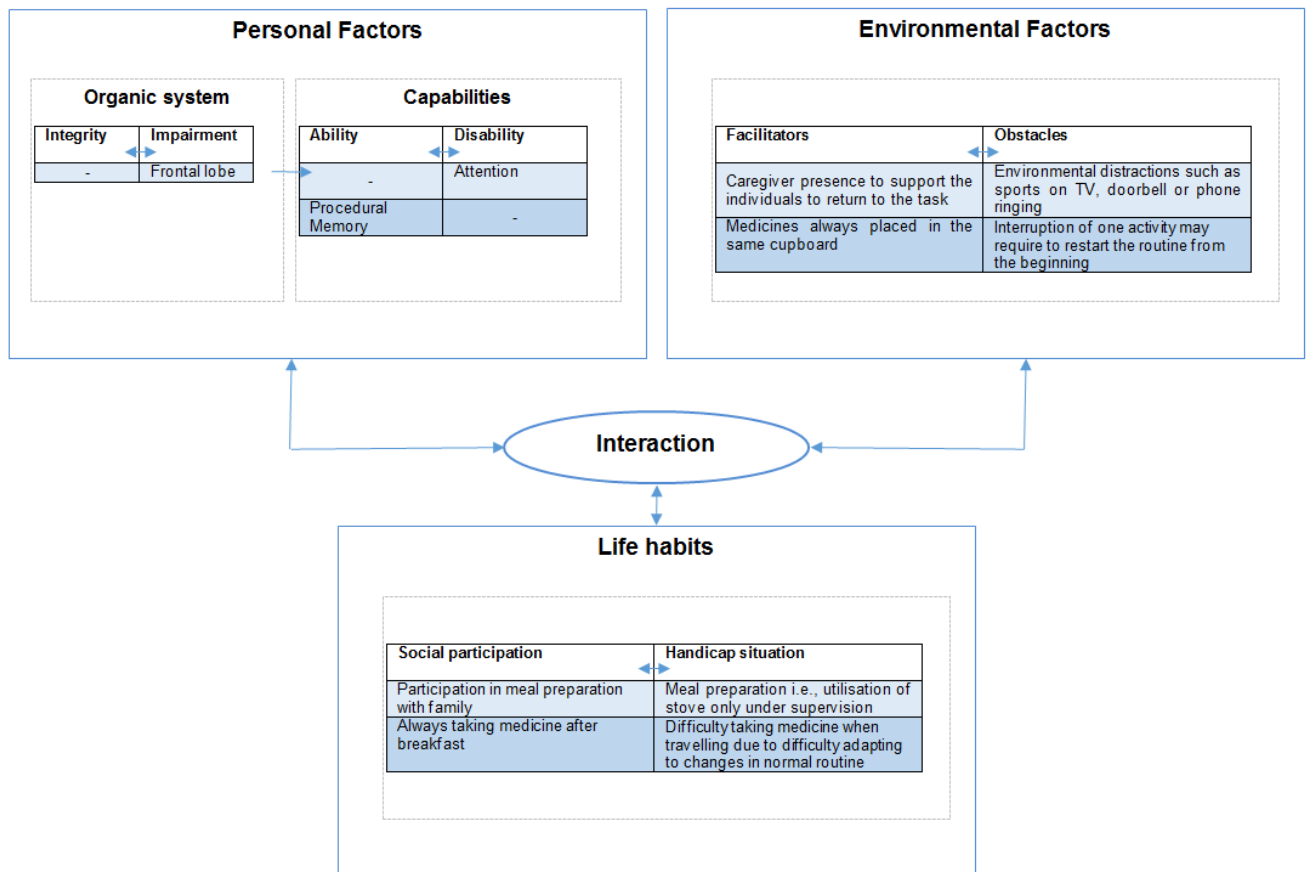 Personal Factors
Organic system
Integrity Impairment
- Frontal lobe
Capabilities
Ability Disability
- Attention
Procedural
Memory
-
Environmental Factors
Facilitators Obstacles
Caregiver presence to support the
individuals to return to the task
Environmental distractions such as
sports on TV, doorbell or phone
ringing
Medicines always placed in the
same cupboard
Interruption of one activity may
require to restart the routine from
the beginning
Interaction
Life habits
Social participation Handicap situation
Participation in meal preparation
with family
Meal preparation i.e., utilisation of
stove only under supervision
Always taking medicine after
breakfast
Difficulty taking medicine when
travelling due to difficulty adapting
to changes in normal routine